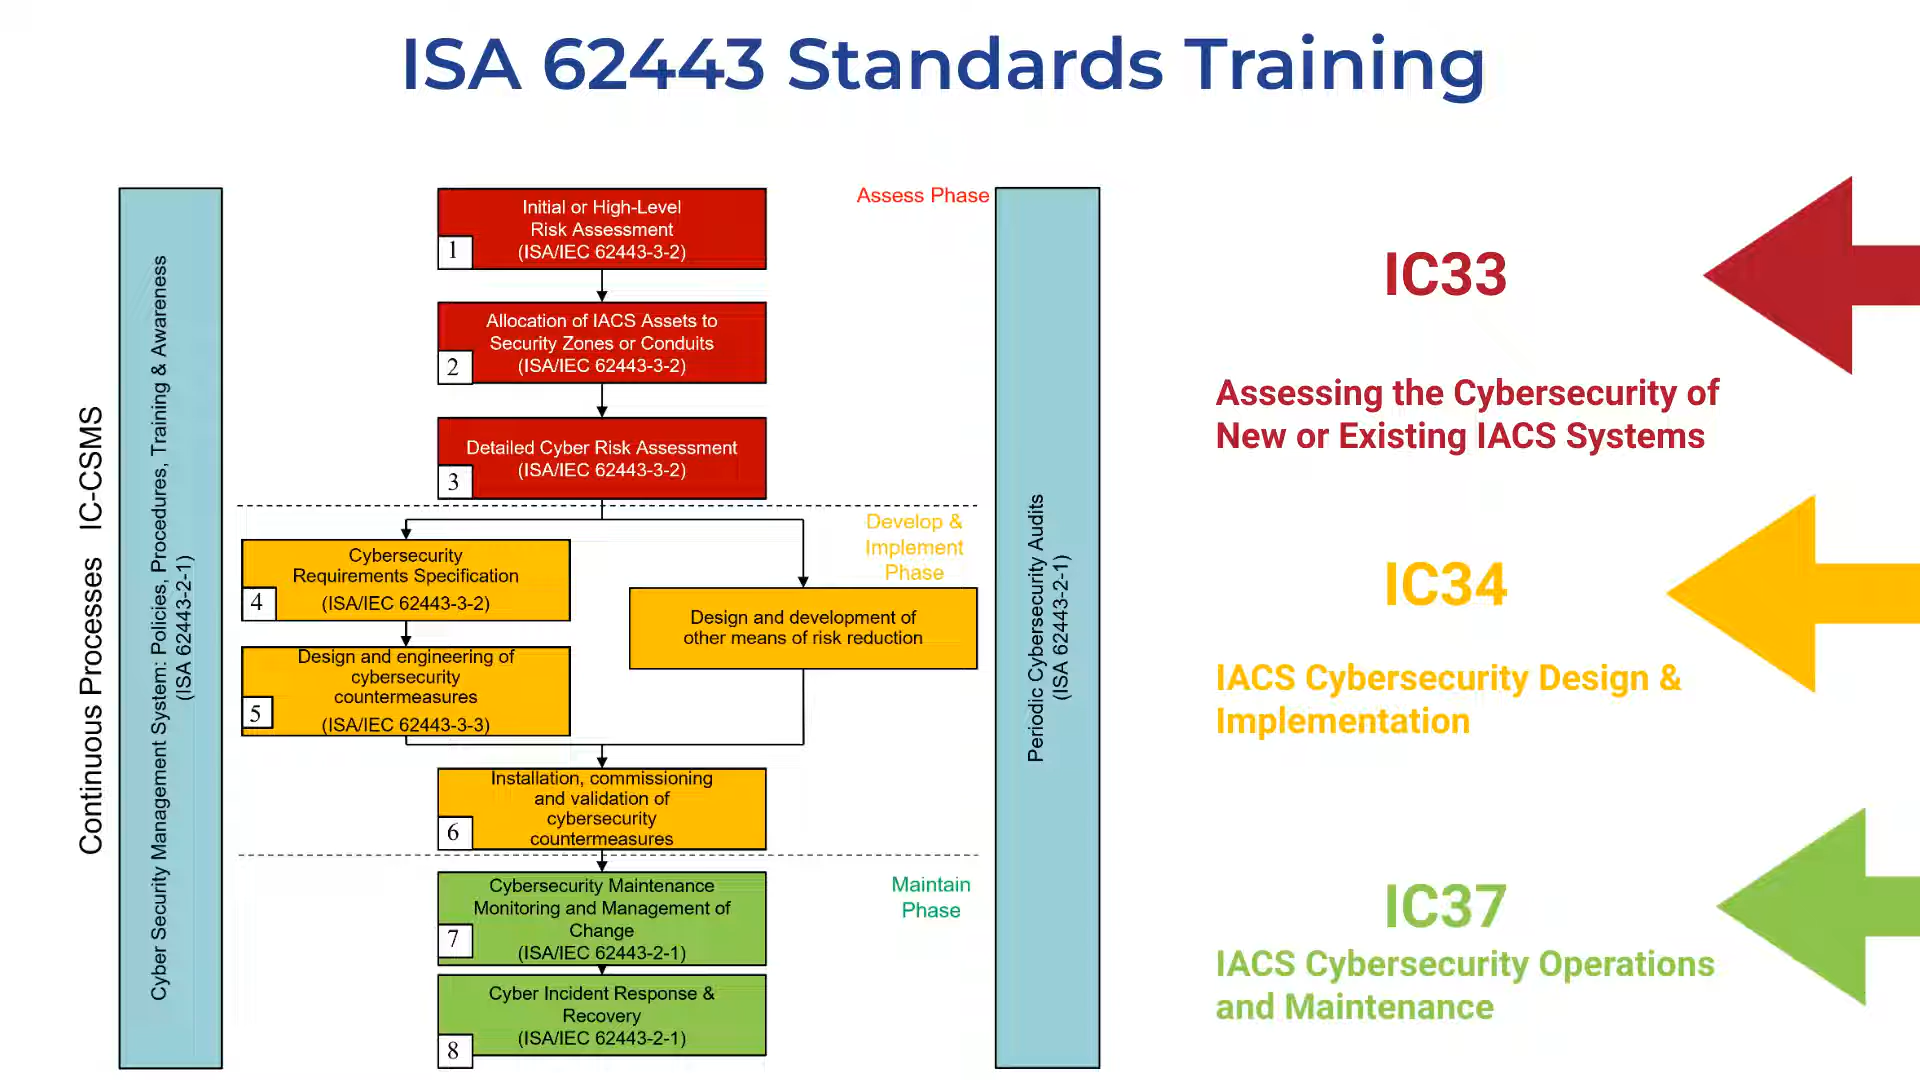 ISA 62443 Standards Training
Continuous Processes   IC-CSMS
Cyber Security Management System: Policies, Procedures, Training & Awareness
(ISA 62443-2-1)
Assess Phase
Initial or High-Level
Risk Assessment
(ISA/IEC 62443-3-2)
1
Allocation of IACS Assets to
Security Zones or Conduits
(ISA/IEC 62443-3-2)
2
Detailed Cyber Risk Assessment
(ISA/IEC 62443-3-2)
3
Develop &
Implement
Phase
Cybersecurity
Requirements Specification
(ISA/IEC 62443-3-2)
4
Design and engineering of
cybersecurity
countermeasures
(ISA/IEC 62443-3-3)
5
Design and development of
other means of risk reduction
Installation, commissioning
and validation of
cybersecurity
countermeasures
6
Maintain
Phase
Cybersecurity Maintenance
Monitoring and Management of
Change
(ISA/IEC 62443-2-1)
7
Cyber Incident Response &
Recovery
(ISA/IEC 62443-2-1)
8
Periodic Cybersecurity Audits
(ISA 62443-2-1)
IC33
Assessing the Cybersecurity of
New or Existing IACS Systems
IC34
IACS Cybersecurity Design &
Implementation
IC37
IACS Cybersecurity Operations
and Maintenance